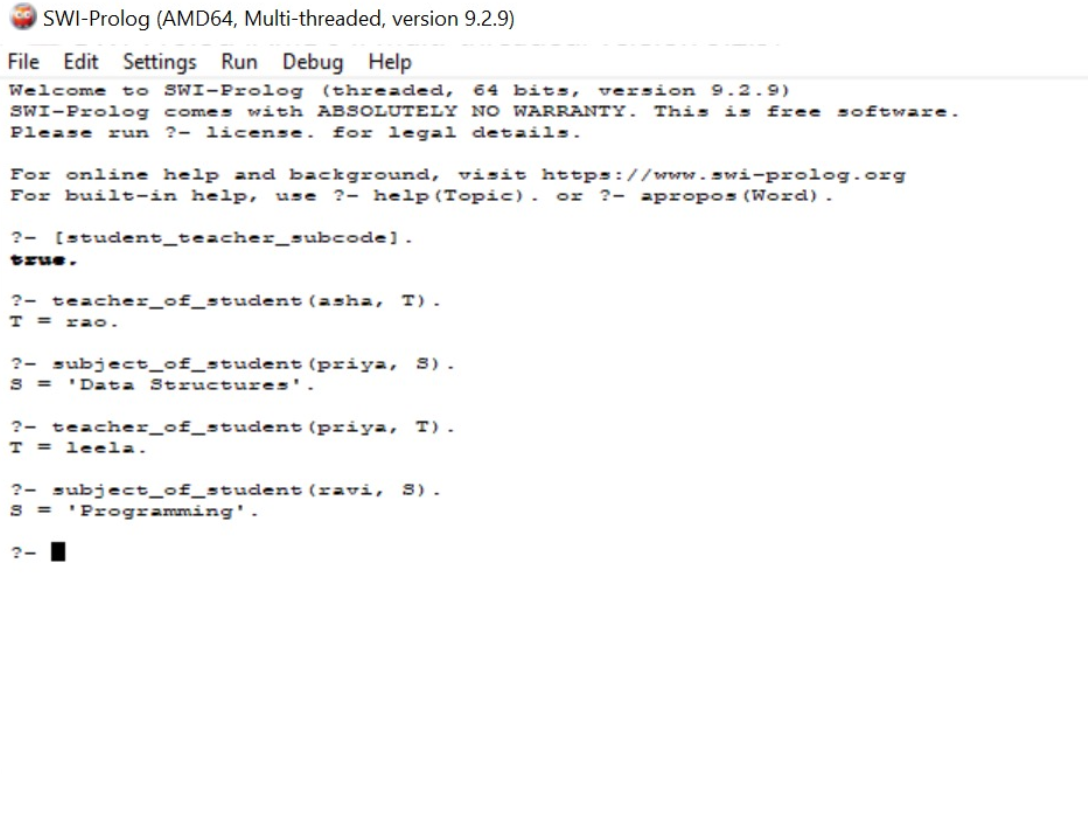 SWI-Prolog (AMD64, Multi-threaded, version 9.2.9)
File Edit Settings Run Debug Help
Welcome to SWI-Prolog (threaded, 64 bits, version 9.2.9)
SWI-Prolog comes with ABSOLUTELY NO WARRANTY. This is free software.
Please run ?- license. for legal details.
For online help and background, visit https://www.swi-prolog.org
For built-in help, use ?- help(Topic). or ?- apropos(Word).
?- [student_teacher_subcode].
true.
?- teacher_of_student(asha, T).
T = rao.
?- subject_of_student(priya, S).
S = 'Data Structures'.
?- teacher_of_student(priya, T).
T = leela.
?- subject_of_student(ravi, S).
S = 'Programming'.
?-